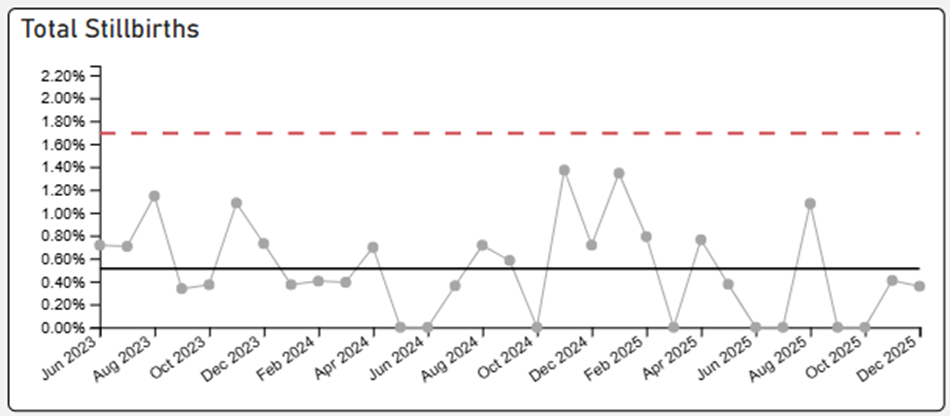 Total Stillbirths
2.20%
2.00%
1.80%
1.60%
1.40%
1.20%
1.00%
0.80%
0.60%
0.40%
0.20%
0.00%
Jun 2023
Aug 2023
Oct 2023
Dec 2023
Feb 2024
Apr 2024
Jun 2024
Aug 2024
Oct 2024
Dec 2024
Feb 2025
Apr 2025
Jun 2025
Aug 2025
Oct 2025
Dec 2025